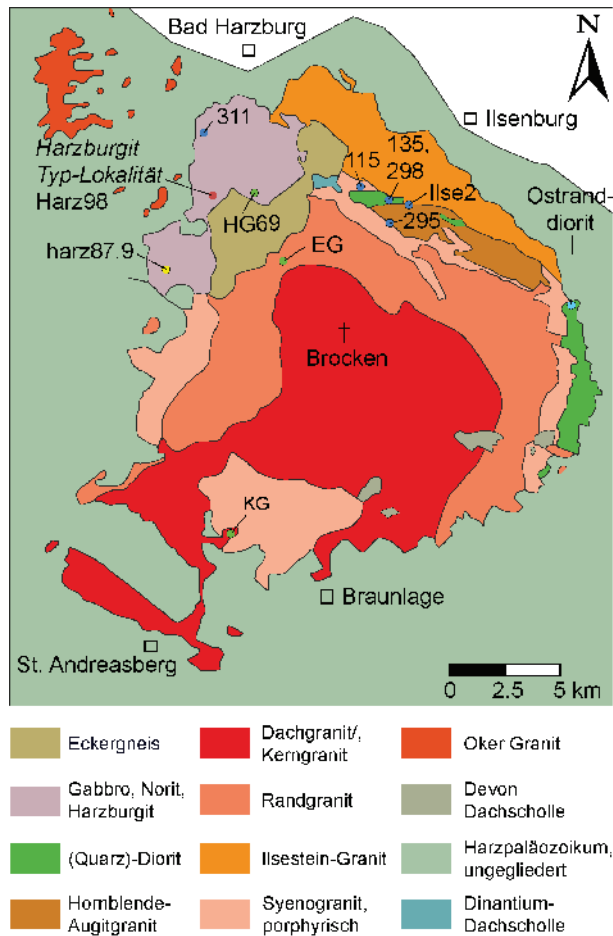 Bad Harzburg
N
Ilsenburg
311
135,
Harzburgit
115
298
Typ-Lokalität
Ilse2
Ostrand-
diorit
Harz98
HG69
295
harz87.9
EG
Brocken
KG
Braunlage
St. Andreasberg
0 2.5 5 km
Eckergneis
Dachgranit/,
Kerngranit
Oker Granit
Gabbro, Norit,
Harzburgit
Randgranit
Devon
Dachscholle
(Quarz)-Diorit
Ilsestein-Granit
Harzpaläozoikum,
ungegliedert
Hornblende-
Augitgranit
Syenogranit,
porphyrisch
Dinantium-
Dachscholle